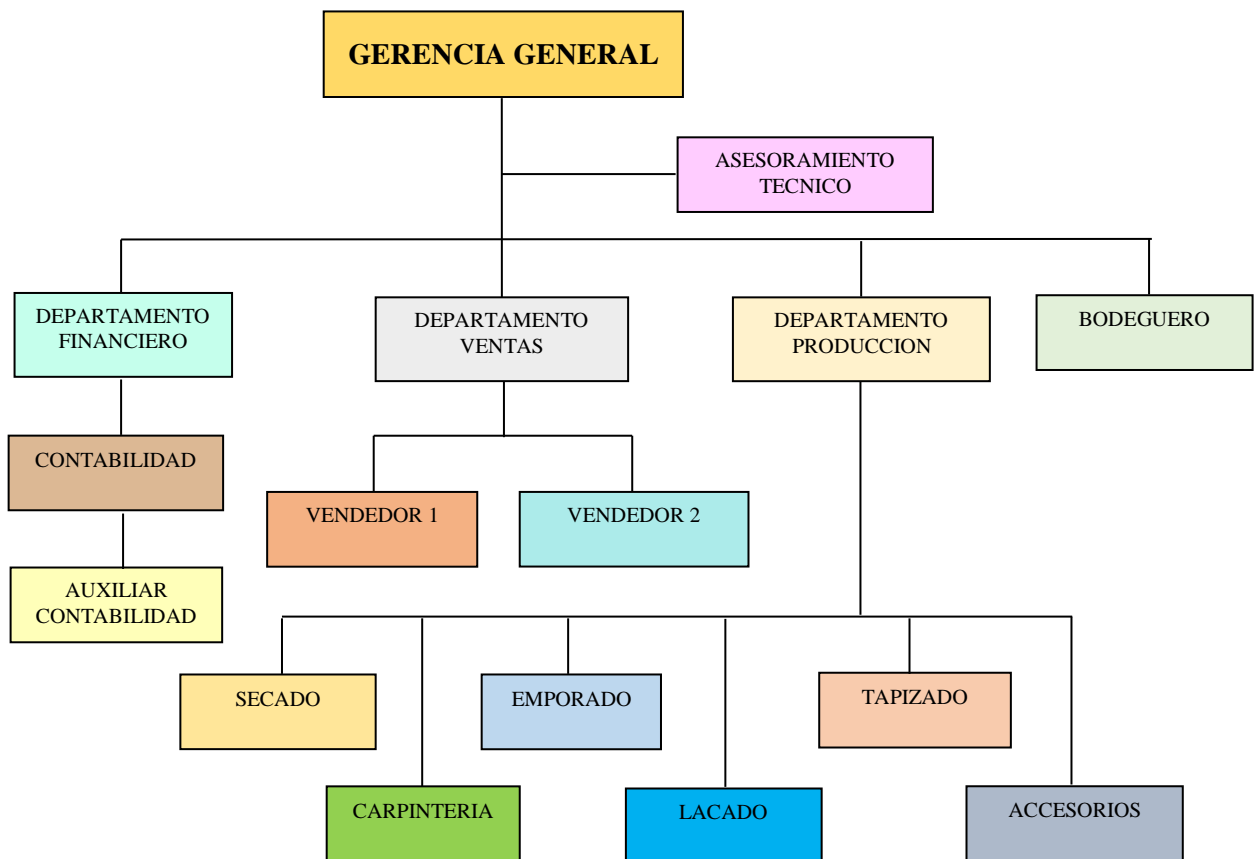 GERENCIA GENERAL
ASESORAMIENTO
TECNICO
DEPARTAMENTO
FINANCIERO
DEPARTAMENTO
VENTAS
DEPARTAMENTO
PRODUCCION
BODEGUERO
CONTABILIDAD
VENDEDOR 1
VENDEDOR 2
AUXILIAR
CONTABILIDAD
SECADO
EMPORADO
TAPIZADO
CARPINTERIA
LACADO
ACCESORIOS